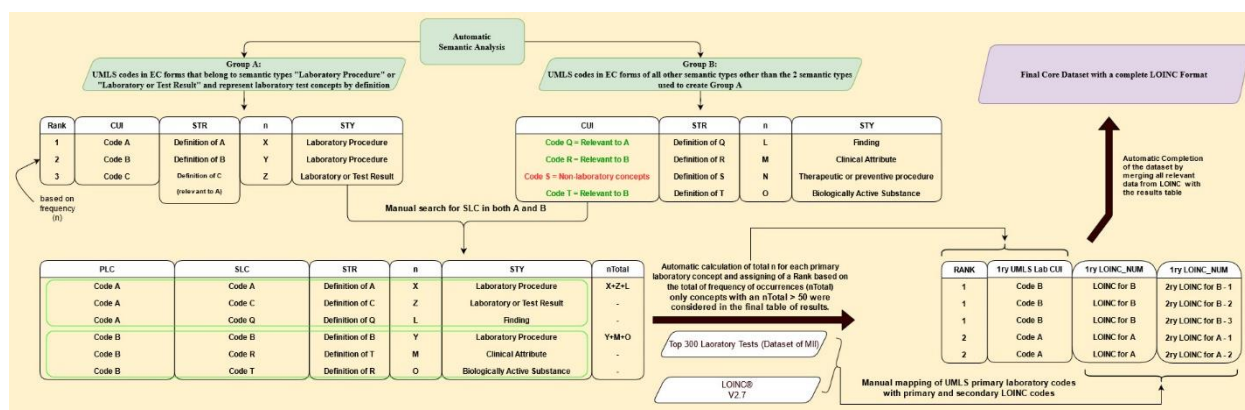 Automatic
Semantic Analysis
Group A:
UMLS codes in EC forms that belong to semantic types "Laboratory Procedure" or
"Laboratory or Test Result" and represent laboratory test concepts by definition
Group B:
UMLS codes in EC forms of all other semantic types other than the 2 semantic types
used to create Group A
Final Core Dataset with a complete LOINC Format
Rank CUI STR n STY
1 Code A Definition of A X Laboratory Procedure
2 Code B Definition of B Y Laboratory Procedure
3 Code C Definition of C Z Laboratory or Test Result
(relevant to A)
based on
frequency
(n)
CUI STR n STY
Code Q = Relevant to A Definition of Q L Finding
Code R = Relevant to B Definition of R M Clinical Attribute
Code S = Non-laboratory concepts Definition of S N Therapeutic or preventive procedure
Code T = Relevant to B Definition of T O Biologically Active Substance
Automatic Completion
of the dataset by
merging all relevant
data from LOINC with
the results table
Manual search for SLC in both A and B
PLC SLC STR n STY nTotal
Code A Code A Definition of A X Laboratory Procedure X+Z+L
Code A Code C Definition of C Z Laboratory or Test Result -
Code A Code Q Definition of Q L Finding -
Code B Code B Definition of B Y Laboratory Procedure Y+M+O
Code B Code R Definition of T M Clinical Attribute -
Code B Code T Definition of R O Biologically Active Substance -
Automatic calculation of total n for each primary
laboratory concept and assigning of a Rank based on
the total of frequency of occurrences (nTotal)
only concepts with an nTotal > 50 were
considered in the final table of results.
Top 300 Laoratory Tests (Dataset of MII)
LOINC®
V2.7
RANK 1ry UMLS Lab CUI 1ry LOINC_NUM 1ry LOINC_NUM
1 Code B LOINC for B 2ry LOINC for B - 1
1 Code B LOINC for B 2ry LOINC for B - 2
1 Code B LOINC for B 2ry LOINC for B - 3
2 Code A LOINC for A 2ry LOINC for A - 1
2 Code A LOINC for A 2ry LOINC for A - 2
Manual mapping of UMLS primary laboratory codes
with primary and secondary LOINC codes